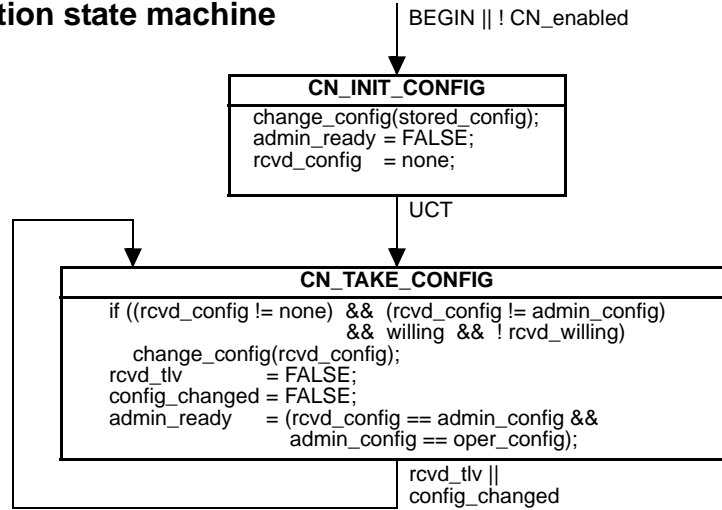 tion state machine
BEGIN || ! CN_enabled
CN_INIT_CONFIG
change_config(stored_config);
admin_ready = FALSE;
rcvd_config = none;
UCT
CN_TAKE_CONFIG
if ((rcvd_config != none) && (rcvd_config != admin_config)
&& willing && ! rcvd_willing)
change_config(rcvd_config);
rcvd_tlv = FALSE;
config_changed = FALSE;
admin_ready = (rcvd_config == admin_config &&
admin_config == oper_config);
rcvd_tlv ||
config_changed